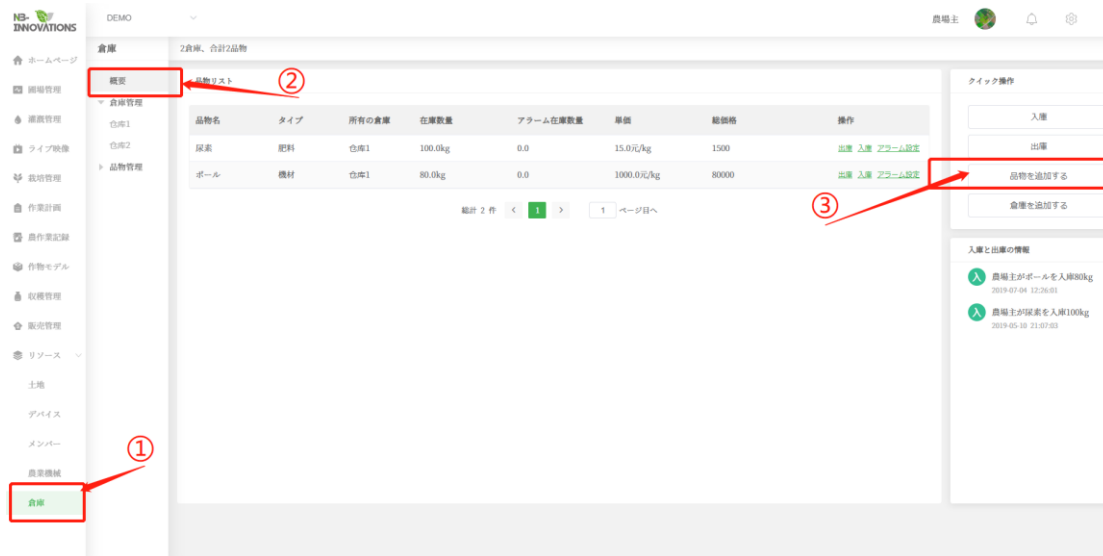 NB-INNOVATIONS
DEMO
農場主
ホームページ
圃場管理
灌漑管理
ライブ映像
栽培管理
作業計画
農作業記録
作物モデル
収穫管理
販売管理
リソース
土地
デバイス
メンバー
農業機械
倉庫
①
倉庫
概要
倉庫管理
仓库1
仓库2
品物管理
2倉庫、合計2品物
品物リスト
②
品物名 タイプ 所有の倉庫 在庫数量 アラーム在庫数量 単価 総価格 操作
尿素 肥料 仓库1 100.0kg 0.0 15.0元/kg 1500 出庫 入庫 アラーム設定
ポール 機材 仓库1 80.0kg 0.0 1000.0元/kg 80000 出庫 入庫 アラーム設定
総計 2 件 < 1 > 1 ページ目へ
③
クイック操作
入庫
出庫
品物を追加する
倉庫を追加する
入庫と出庫の情報
入 農場主がポールを入庫80kg
2019-07-04 12:26:01
入 農場主が尿素を入庫100kg
2019-05-10 21:07:03